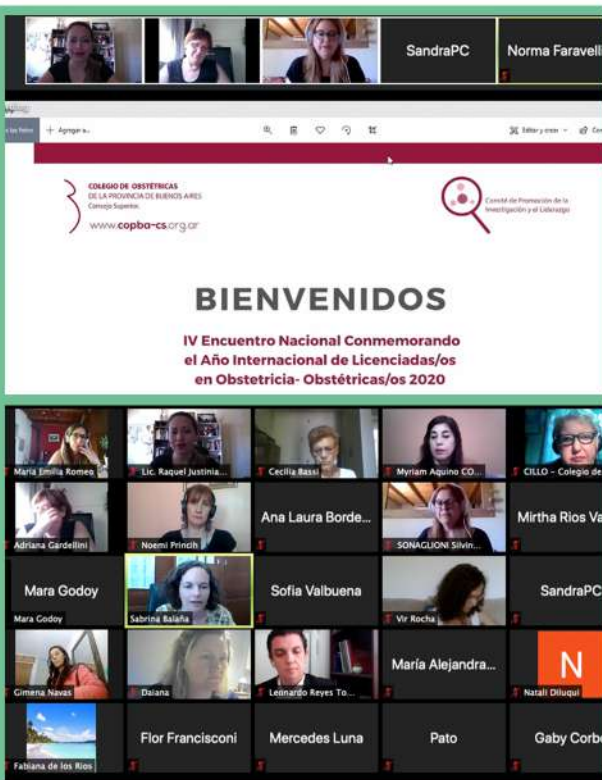 SandraPC
Norma Faravell
Agregar a...
Editar y crear
COLEGIO DE OBSTÉTRICAS
DE LA PROVINCIA DE BUENOS AIRES
Consejo Superior
www.copba-cs.org.ar
Comité de Promoción de la
Investigación y el Liderazgo
BIENVENIDOS
IV Encuentro Nacional Conmemorando
el Año Internacional de Licenciadas/os
en Obstetricia- Obstétricas/os 2020
María Emilia Romeo
Lic. Raquel Justinia...
Cecilia Bassi
Myriam Aquino CO...
CILLO - Colegio de
Adriana Gardellini
Noemi Princih
Ana Laura Borde...
SONAGLIONI Silvin...
Mirtha Rios Va
Mara Godoy
Mara Godoy
Sabrina Balaña
Sofia Valbuena
Vir Rocha
SandraPC
Gimena Navas
Daiana
Leonardo Reyes To...
María Alejandra...
N
Natali Diluqui
Fabiana de los Rios
Flor Francisconi
Mercedes Luna
Pato
Gaby Corbe